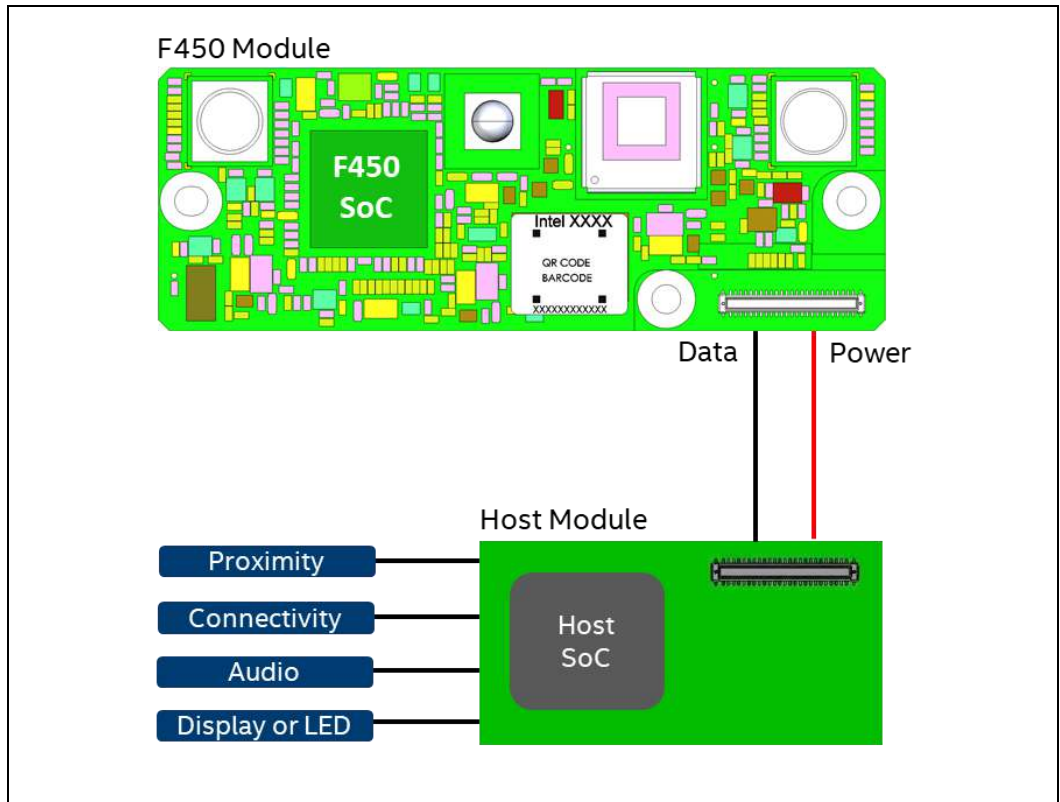 F450 Module
F450
SoC
Intel XXXX
QR CODE
BARCODE
XXXXXXXXXXXX
Data
Power
Host Module
Proximity
Connectivity
Audio
Display or LED
Host
SoC